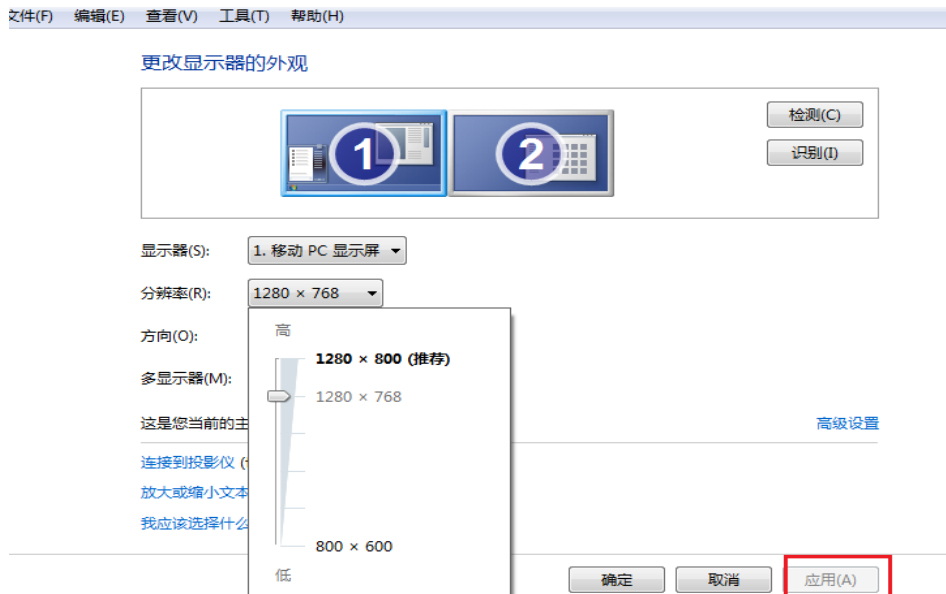 文件(F) 编辑(E) 查看(V) 工具(T) 帮助(H)
更改显示器的外观
1
2
检测(C)
识别(I)
显示器(S): 1. 移动 PC 显示屏
分辨率(R): 1280 × 768
高
方向(O):
1280 × 800 (推荐)
多显示器(M):
1280 × 768
这是您当前的主
高级设置
连接到投影仪 (
放大或缩小文本
我应该选择什么
800 × 600
低
确定 取消 应用(A)